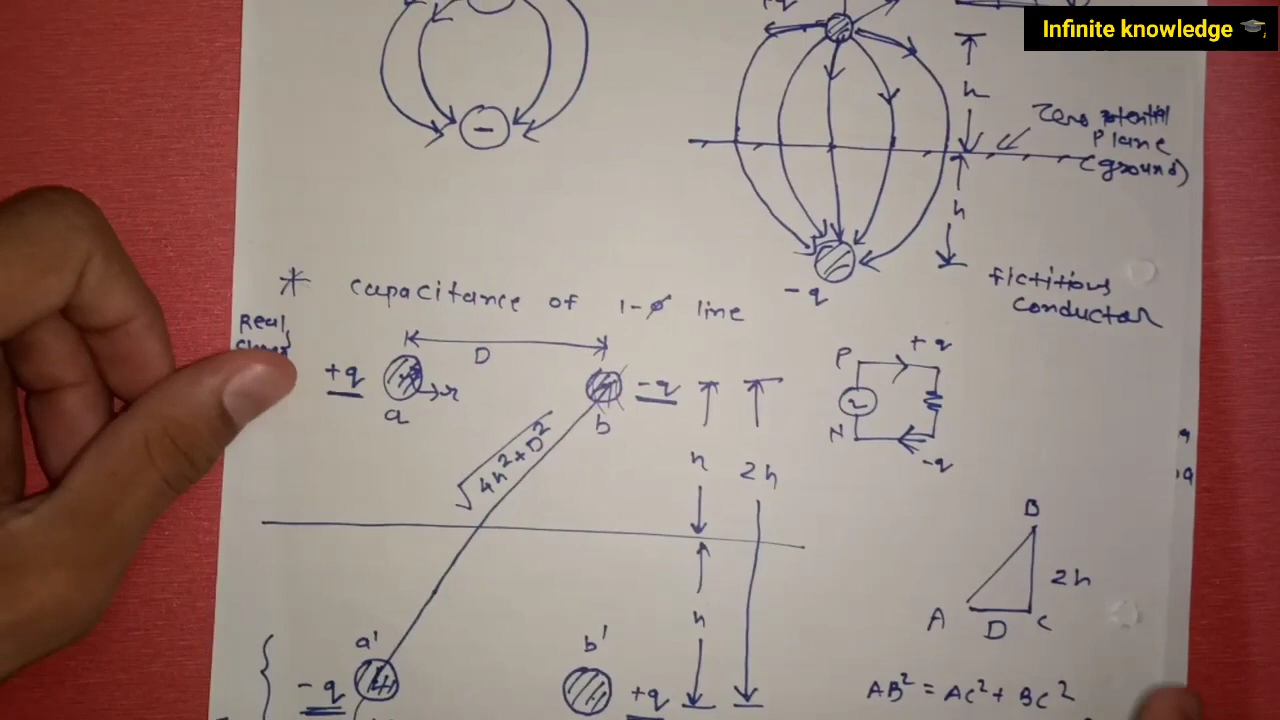 Infinite knowledge 🎓
+q
h
Zero potential
Plane
(ground)
-
h
-q
fictitious
conductor
* capacitance of 1-Φ line
Real
D
+q
r
a
-q
b
P
+q
N
-q
h
2h
√4h²+D²
B
2h
A
D
C
h
a'
b'
-q
+q
AB² = AC² + BC²